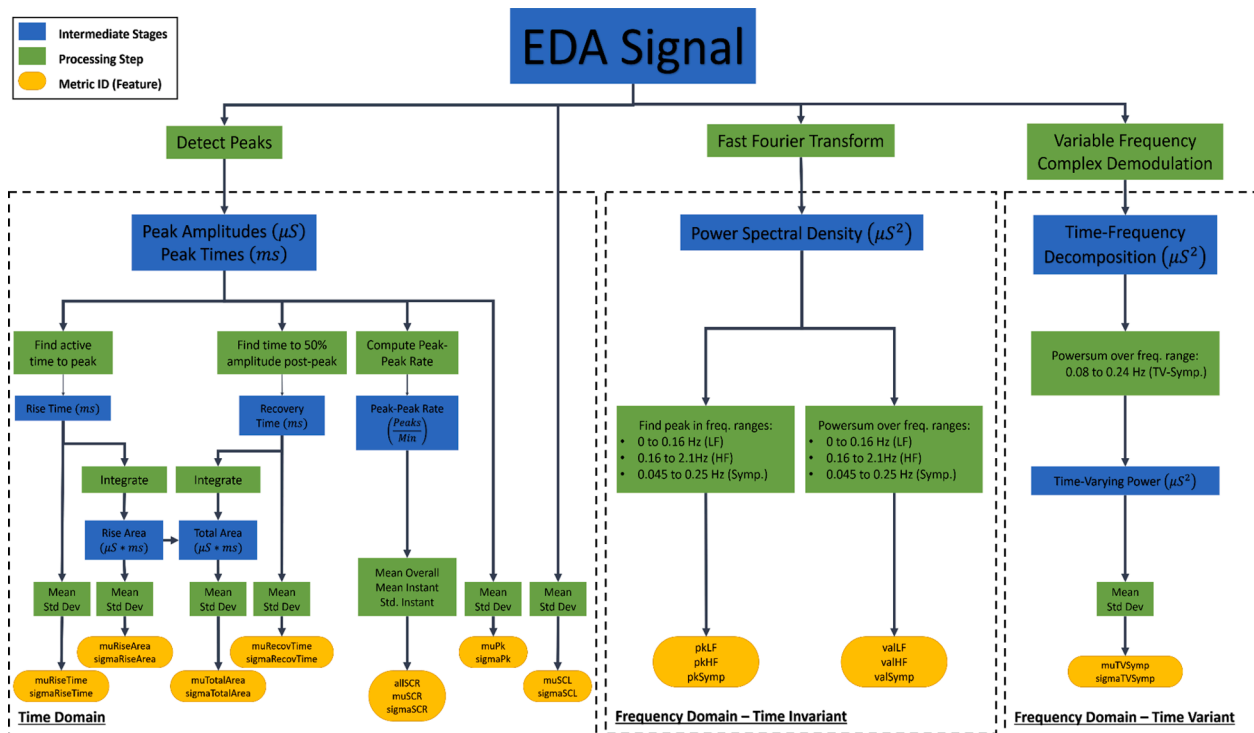 EDA Signal
Intermediate Stages
Processing Step
Metric ID (Feature)
Detect Peaks
Fast Fourier Transform
Variable Frequency
Complex Demodulation
Peak Amplitudes (μS)
Peak Times (ms)
Power Spectral Density (μS²)
Time-Frequency
Decomposition (μS²)
Find active
time to peak
Find time to 50%
amplitude post-peak
Compute Peak-
Peak Rate
Rise Time (ms)
Recovery
Time (ms)
Peak-Peak Rate
(Peaks/Min)
Integrate
Integrate
Rise Area
(μS * ms)
Total Area
(μS * ms)
Mean
Std Dev
Mean
Std Dev
Mean
Std Dev
Mean
Std Dev
Mean Overall
Mean Instant
Std. Instant
Mean
Std Dev
Mean
Std Dev
muRiseTime
sigmaRiseTime
muRiseArea
sigmaRiseArea
muTotalArea
sigmaTotalArea
muRecovTime
sigmaRecovTime
allSCR
muSCR
sigmaSCR
muPk
sigmaPk
muSCL
sigmaSCL
Time Domain
Find peak in freq. ranges:
• 0 to 0.16 Hz (LF)
• 0.16 to 2.1Hz (HF)
• 0.045 to 0.25 Hz (Symp.)
Powersum over freq. ranges:
• 0 to 0.16 Hz (LF)
• 0.16 to 2.1Hz (HF)
• 0.045 to 0.25 Hz (Symp.)
pkLF
pkHF
pkSymp
valLF
valHF
valSymp
Frequency Domain – Time Invariant
Powersum over freq. range:
0.08 to 0.24 Hz (TV-Symp.)
Time-Varying Power (μS²)
Mean
Std Dev
muTVSymp
sigmaTVSymp
Frequency Domain – Time Variant